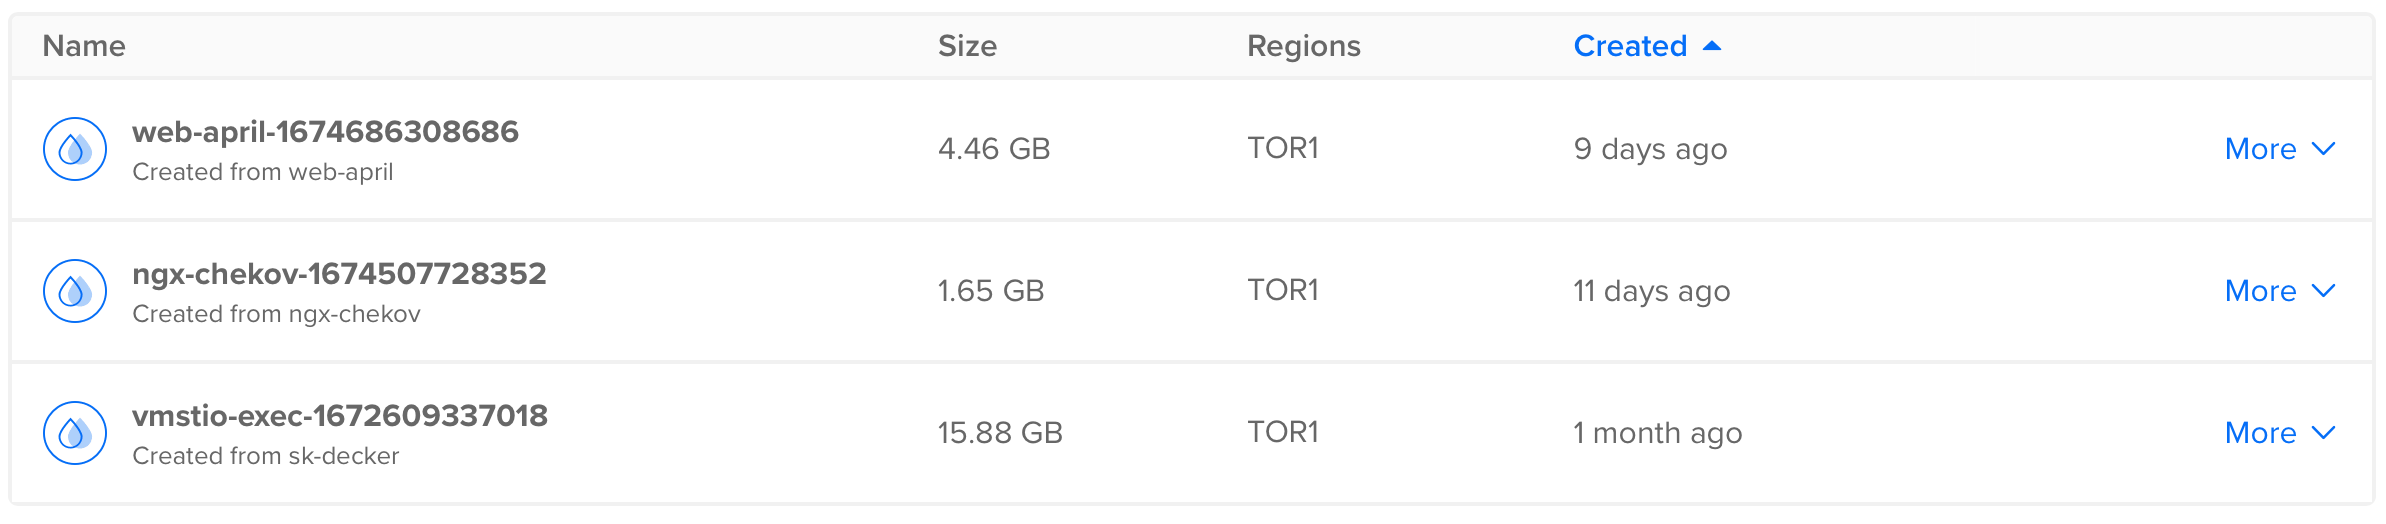 Name Size Regions Created
web-april-1674686308686
Created from web-april
4.46 GB TOR1 9 days ago More
ngx-chekov-1674507728352
Created from ngx-chekov
1.65 GB TOR1 11 days ago More
vmstio-exec-1672609337018
Created from sk-decker
15.88 GB TOR1 1 month ago More